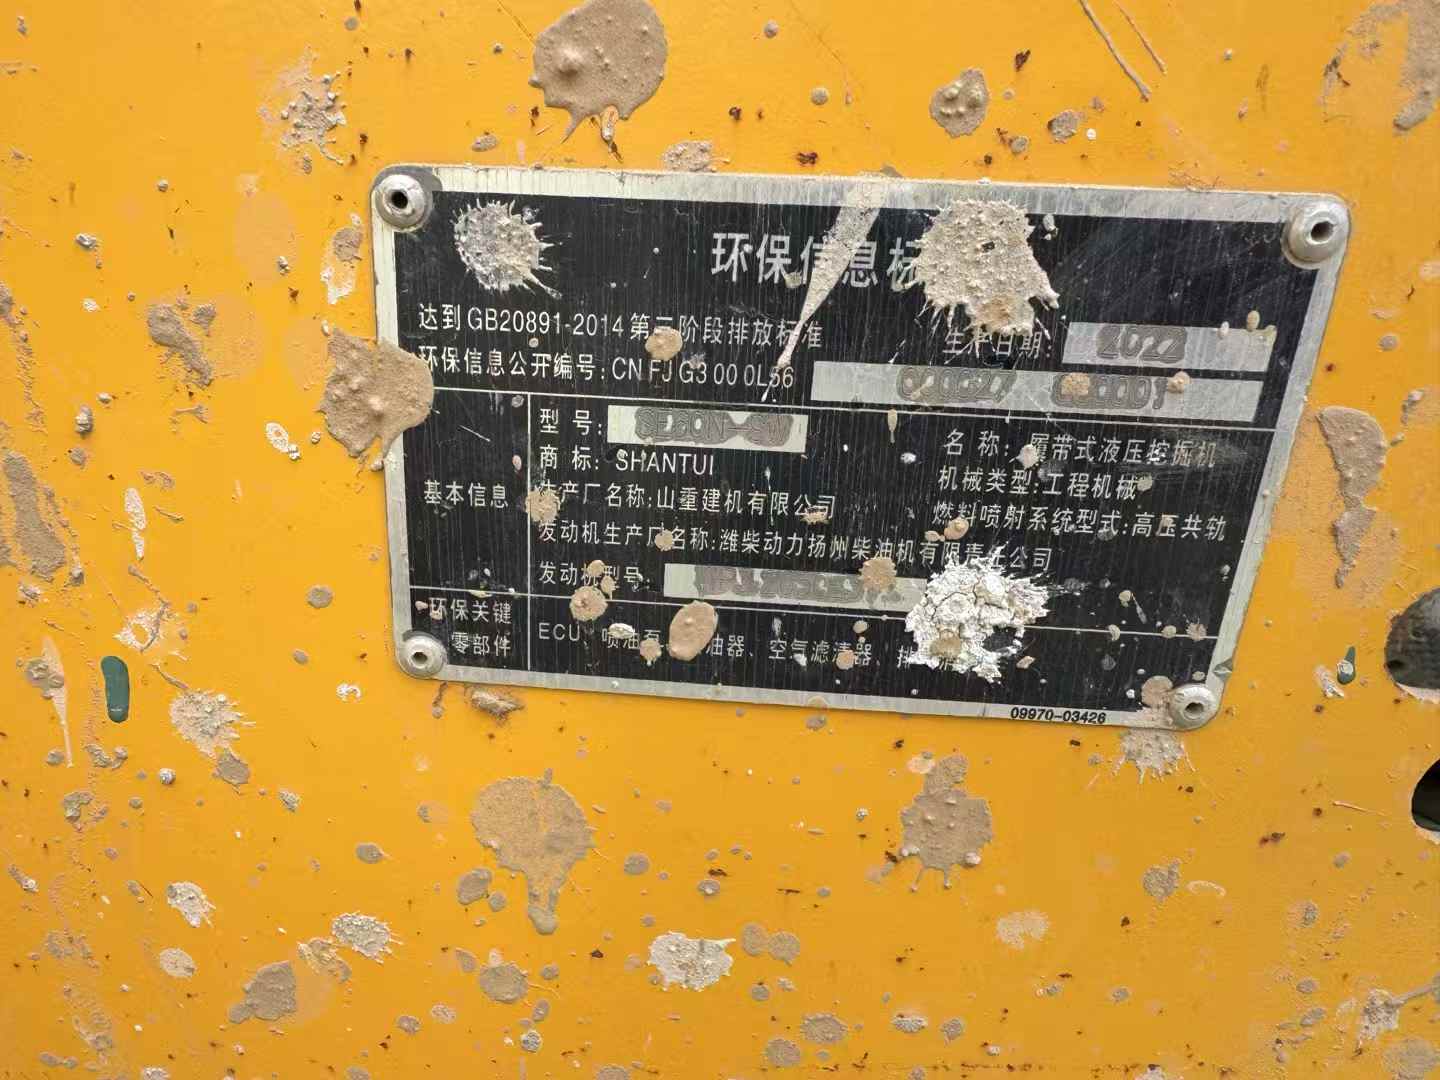 环保信息标
达到GB20891-2014第三阶段排放标准
生产日期: 2022
环保信息公开编号:CN FJ G3 00 0L56
基本信息
型 号: SE60N-9W
名 称: 履带式液压挖掘机
商 标: SHANTUI
机械类型:工程机械
生产厂名称:山重建机有限公司
燃料喷射系统型式:高压共轨
发动机生产厂名称:潍柴动力扬州柴油机有限责任公司
发动机型号:
环保关键零部件
ECU、喷油泵、油器、空气滤清器、排
09970-03426